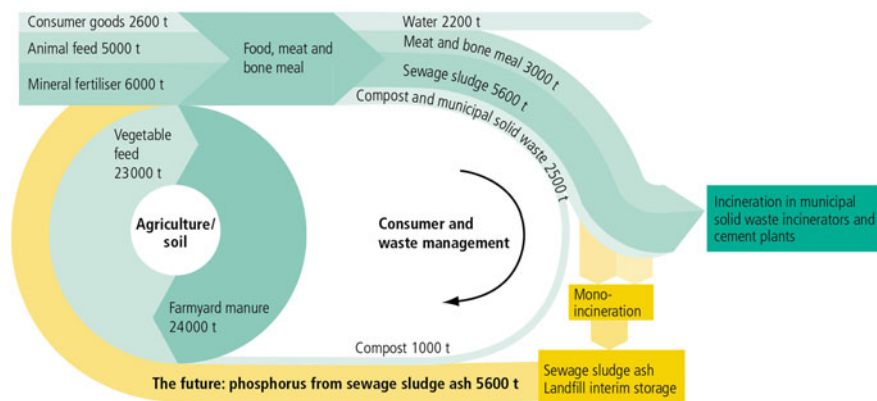 Consumer goods 2600 t
Animal feed 5000 t
Mineral fertiliser 6000 t
Food, meat and
bone meal
Water 2200 t
Meat and bone meal 3000 t
Sewage sludge 5600 t
Compost and municipal solid waste 2500 t
Vegetable
feed
23000 t
Agriculture/
soil
Farmyard manure
24000 t
Consumer and
waste management
Incineration in municipal
solid waste incinerators and
cement plants
Mono-
incineration
Compost 1000 t
The future: phosphorus from sewage sludge ash 5600 t
Sewage sludge ash
Landfill interim storage